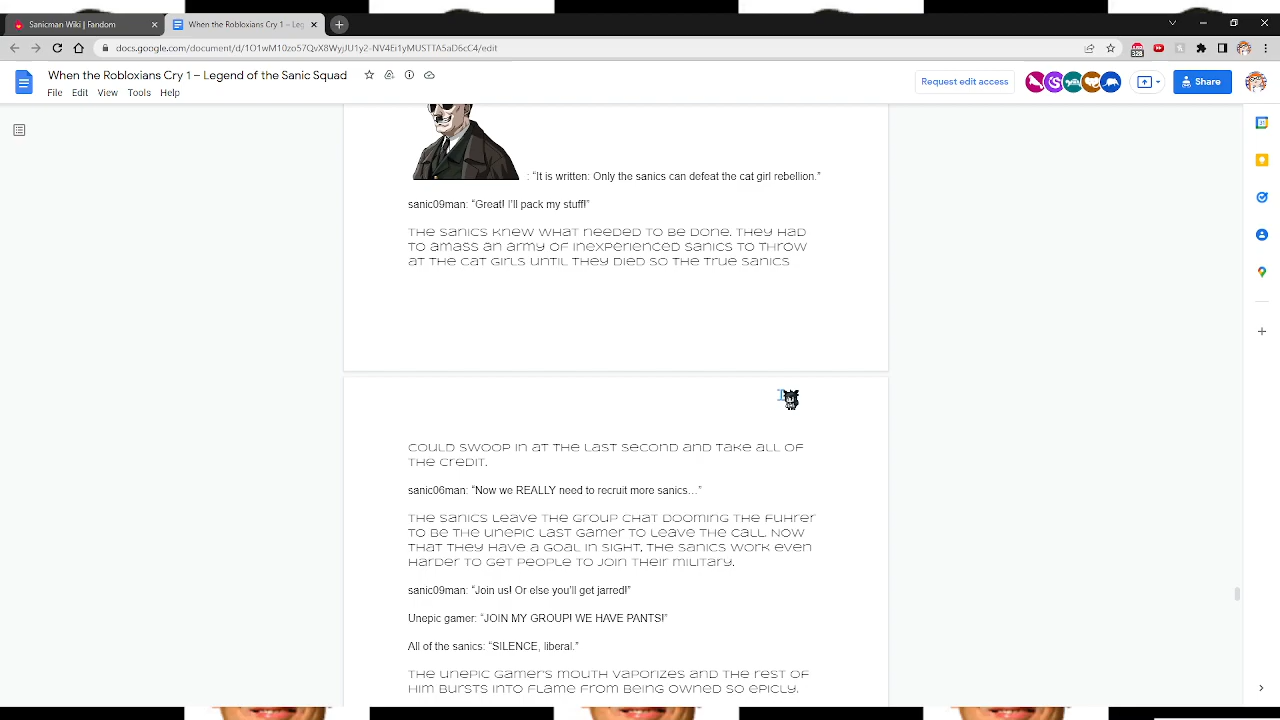 Sanicman Wiki | Fandom
When the Robloxians Cry 1 – Leg
docs.google.com/document/d/1O1wM10zo57QvX8WyjJU1y2-NV4Ei1yMUSTTA5aD6cC4/edit
When the Robloxians Cry 1 – Legend of the Sanic Squad
File Edit View Tools Help
Request edit access
Share
: “It is written: Only the sanics can defeat the cat girl rebellion.”
sanic09man: “Great! I’ll pack my stuff!”
The sanics knew what needed to be done. They had
to amass an army of inexperienced sanics to throw
at the cat girls until they died so the true sanics
could swoop in at the last second and take all of
the credit.
sanic06man: “Now we REALLY need to recruit more sanics…”
The sanics leave the group chat dooming the fuhrer
to be the unepic last gamer to leave the call. Now
that they have a goal in sight, the sanics work even
harder to get people to join their military.
sanic09man: “Join us! Or else you’ll get jarred!”
Unepic gamer: “JOIN MY GROUP! WE HAVE PANTS!”
All of the sanics: “SILENCE, liberal.”
The unepic gamer’s mouth vaporizes and the rest of
him bursts into flame from being owned so epicly.